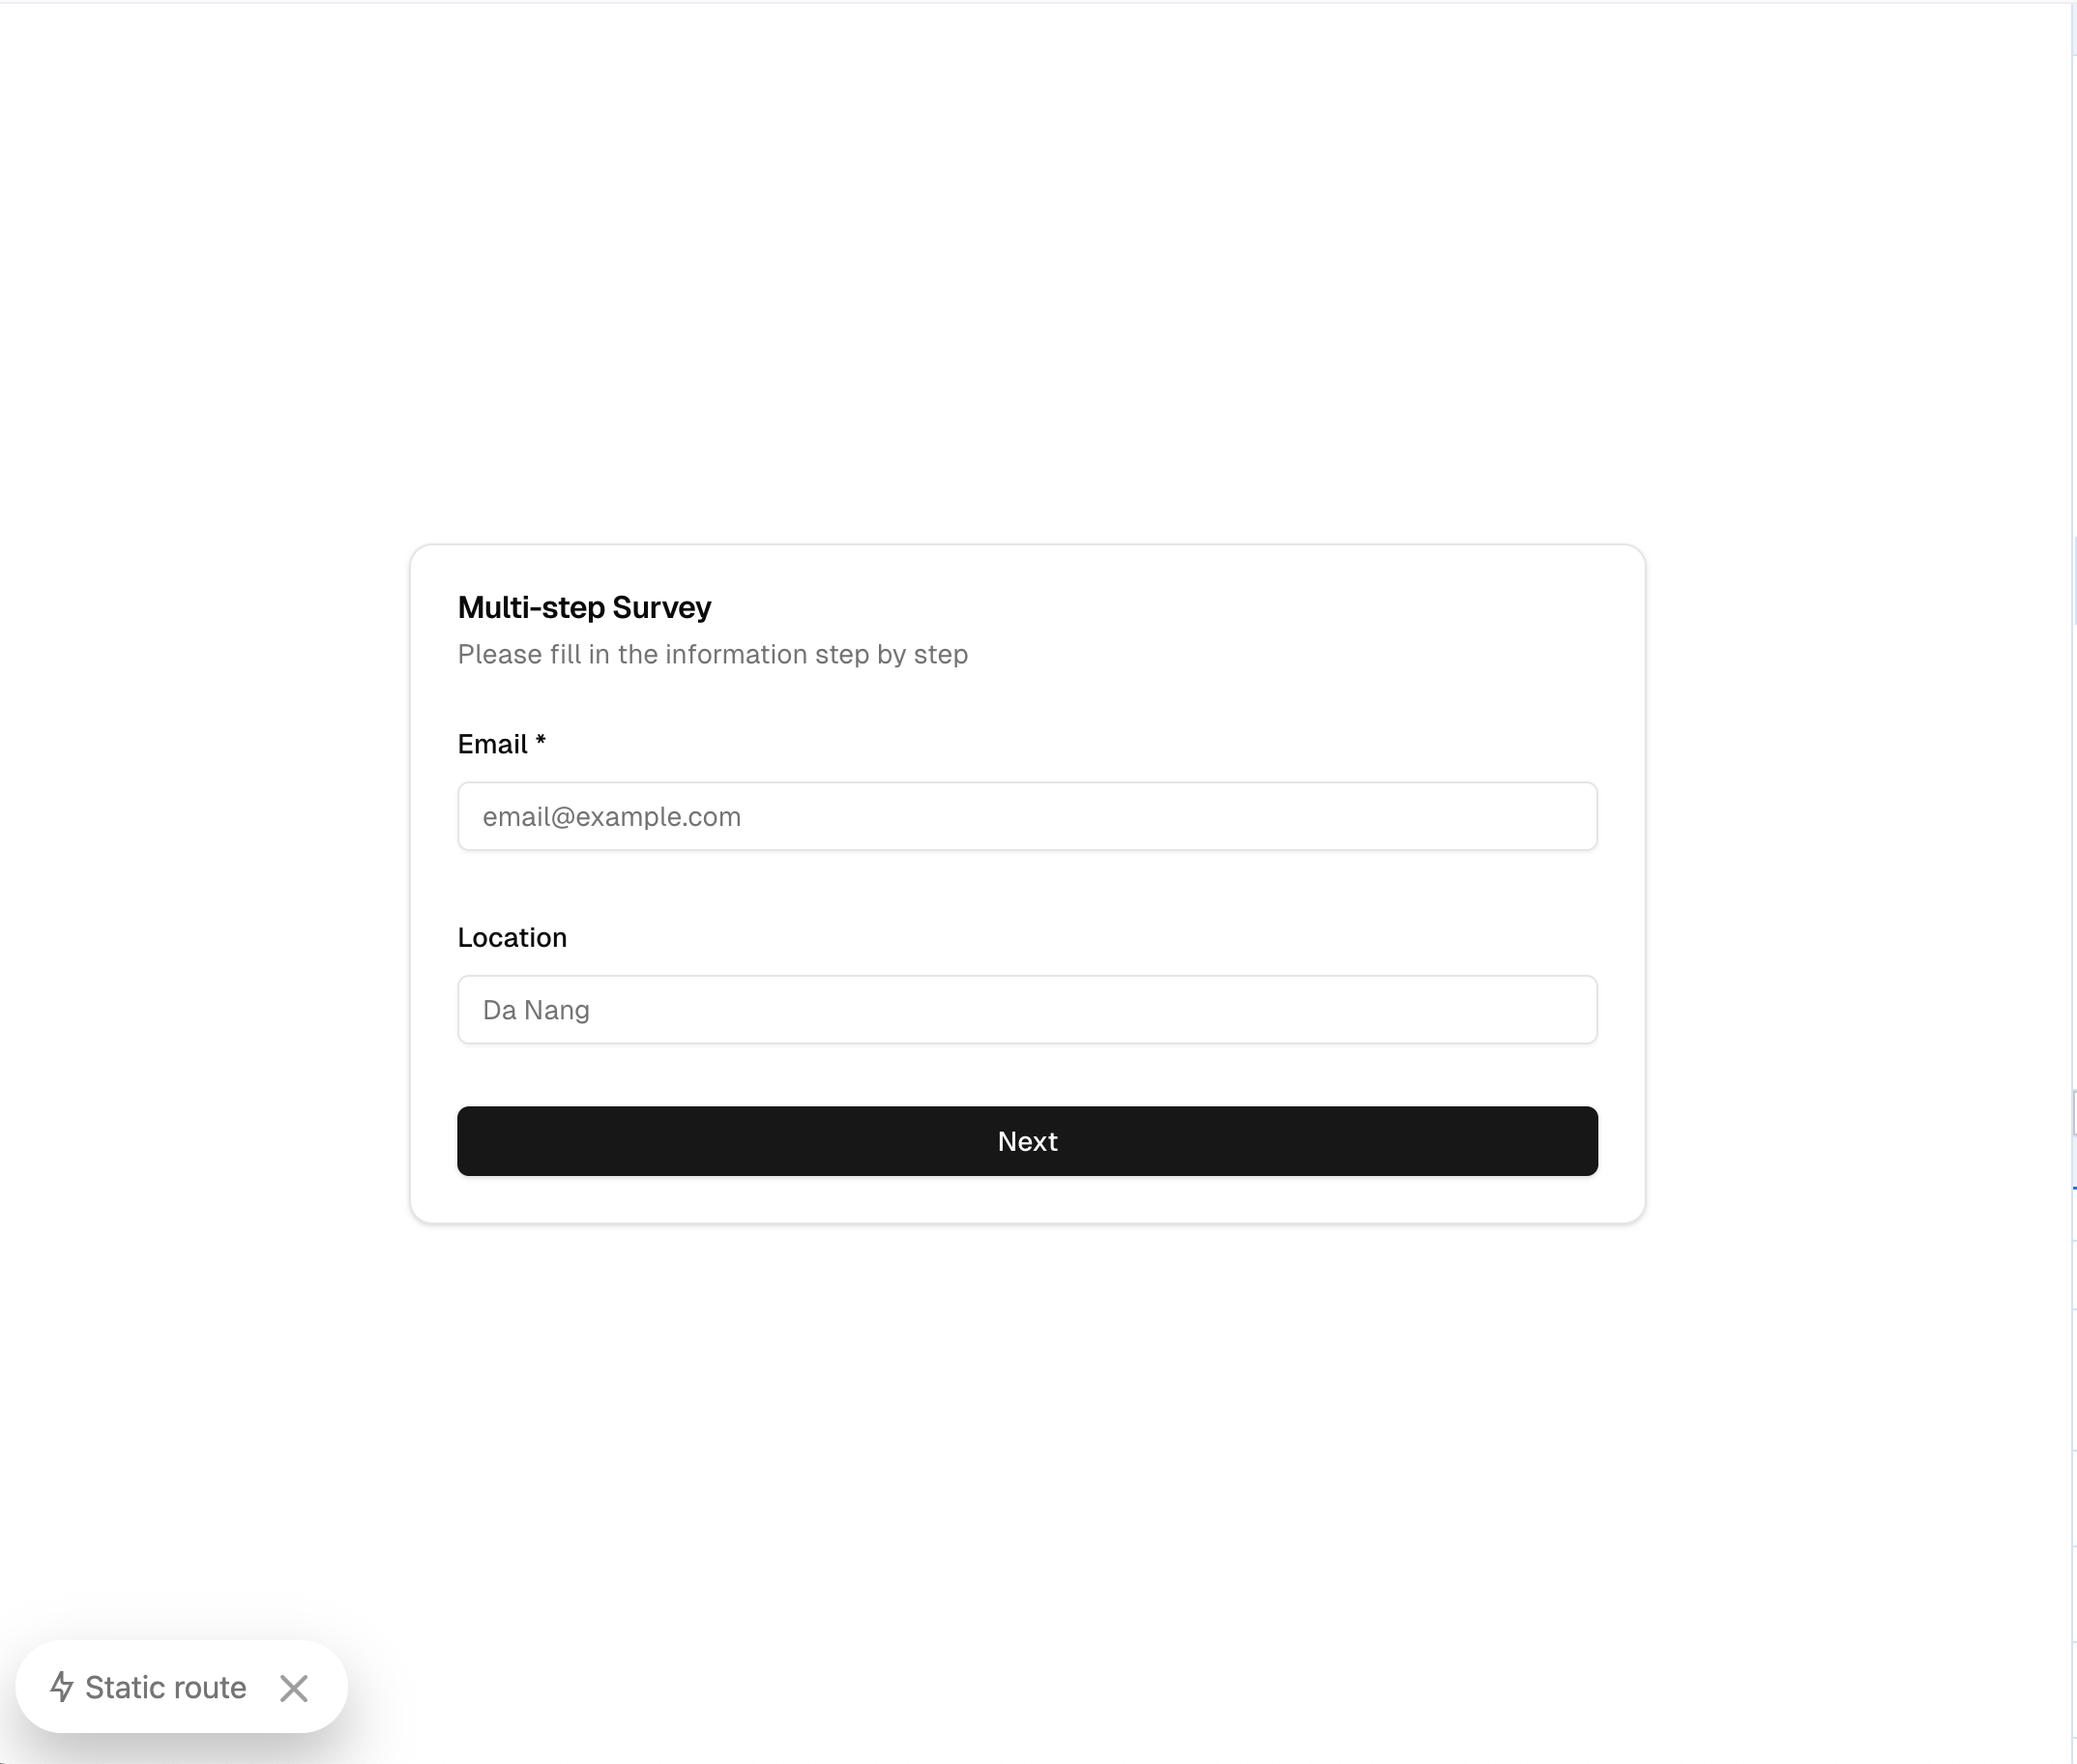 Multi-step Survey
Please fill in the information step by step
Email *
email@example.com
Location
Da Nang
Next
Static route